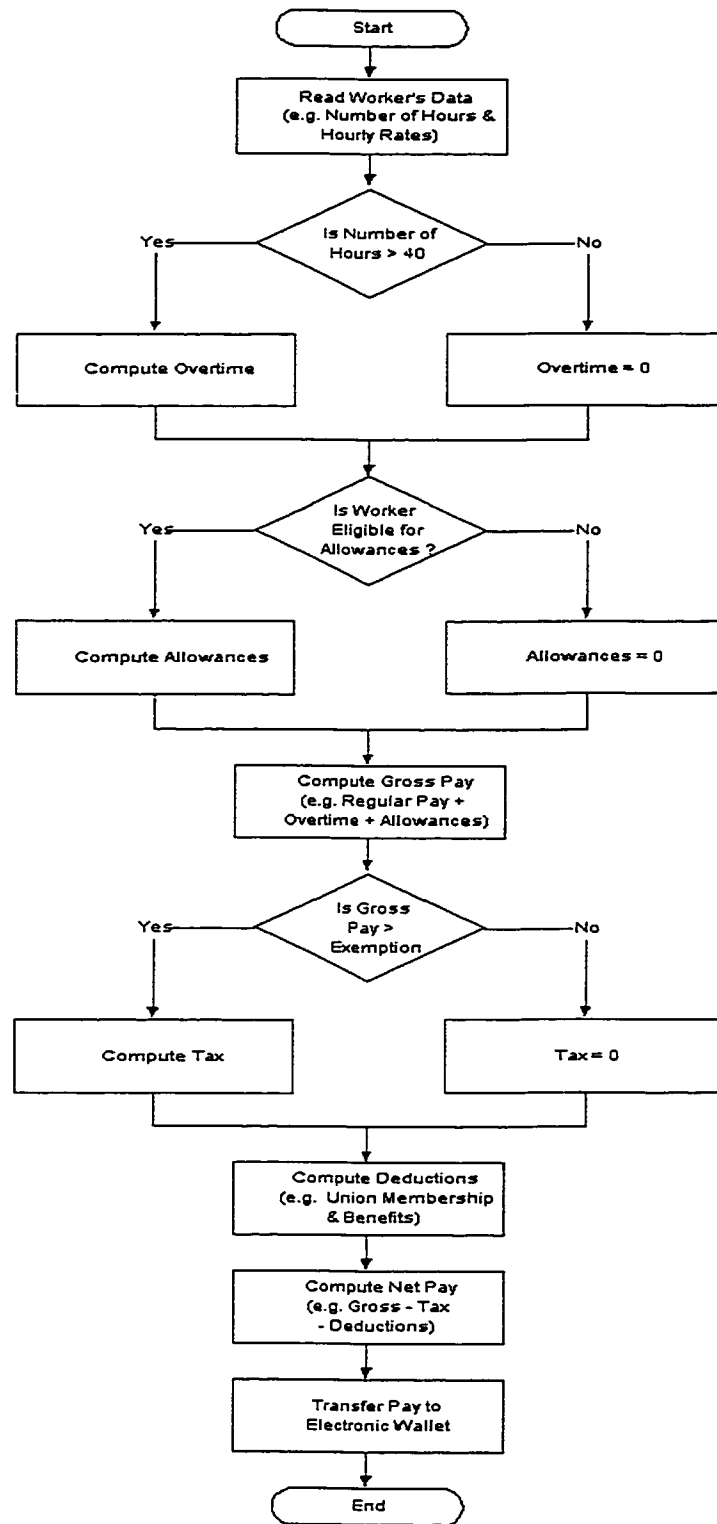 Start
Read Worker's Data
(e.g. Number of Hours &
Hourly Rates)
Is Number of
Hours > 40
Yes
No
Compute Overtime
Overtime = 0
Is Worker
Eligible for
Allowances ?
Yes
No
Compute Allowances
Allowances = 0
Compute Gross Pay
(e.g. Regular Pay +
Overtime + Allowances)
Is Gross
Pay >
Exemption
Yes
No
Compute Tax
Tax = 0
Compute Deductions
(e.g. Union Membership
& Benefits)
Compute Net Pay
(e.g. Gross - Tax
- Deductions)
Transfer Pay to
Electronic Wallet
End